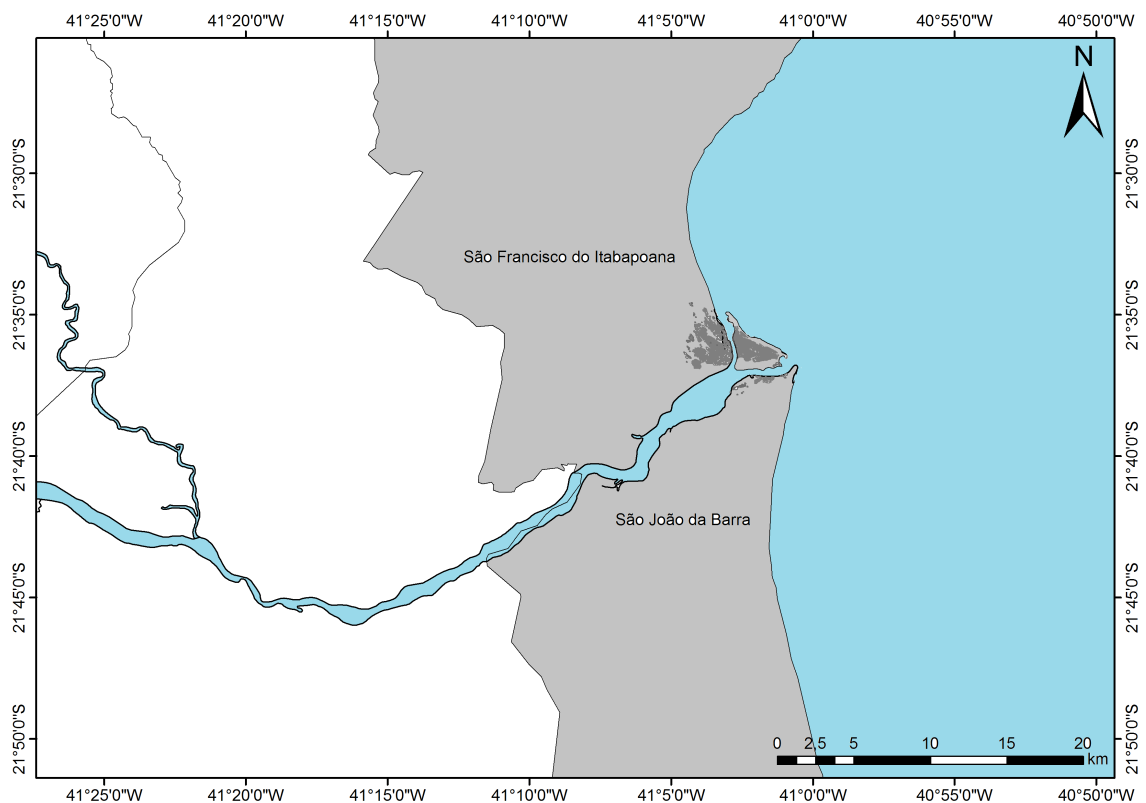 41°25'0"W 41°20'0"W 41°15'0"W 41°10'0"W 41°5'0"W 41°0'0"W 40°55'0"W 40°50'0"W
N
21°30'0"S 21°30'0"S
São Francisco do Itabapoana
21°35'0"S 21°35'0"S
21°40'0"S 21°40'0"S
São João da Barra
21°45'0"S 21°45'0"S
21°50'0"S 21°50'0"S
0 2,5 5 10 15 20
km
41°25'0"W 41°20'0"W 41°15'0"W 41°10'0"W 41°5'0"W 41°0'0"W 40°55'0"W 40°50'0"W